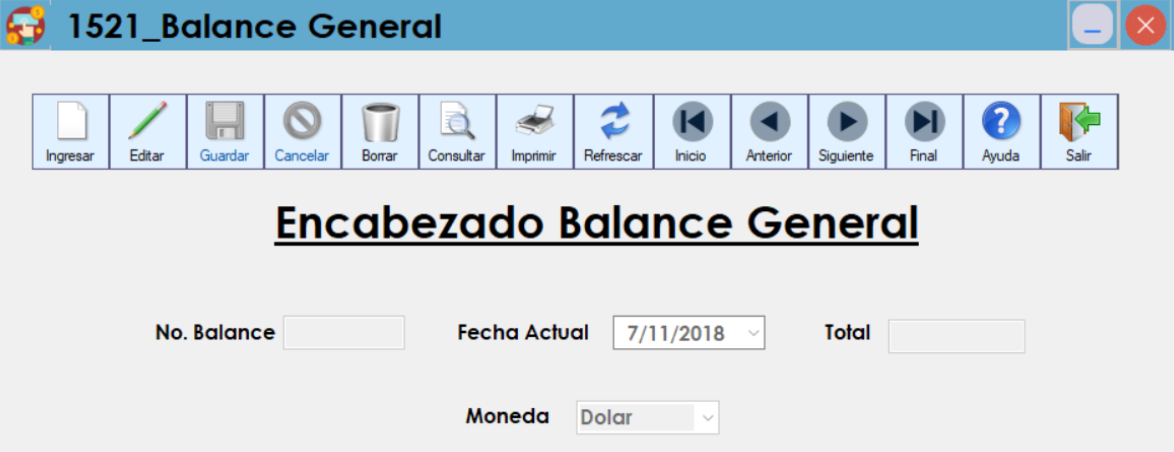 1521_Balance General
Ingresar Editar Guardar Cancelar Borrar Consultar Imprimir Refrescar Inicio Anterior Siguiente Final Ayuda Salir
Encabezado Balance General
No. Balance Fecha Actual 7/11/2018 Total
Moneda Dolar